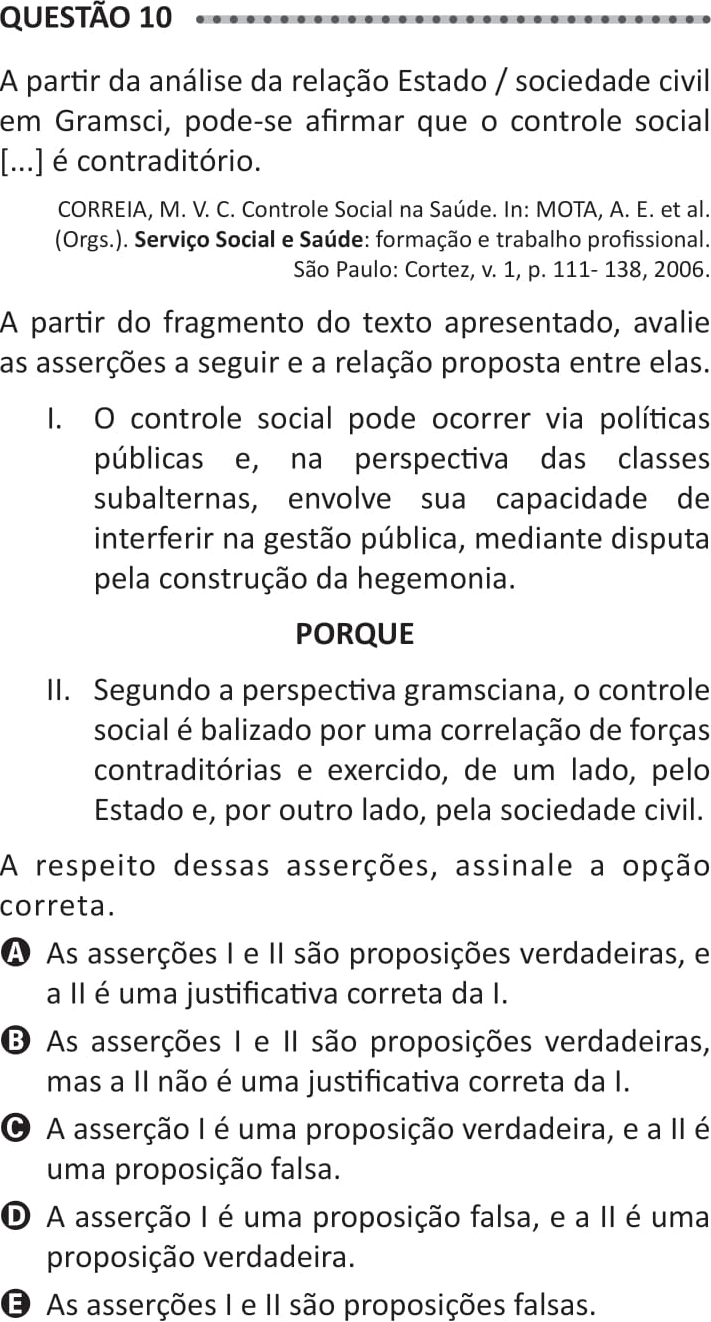 QUESTÃO 10
A partir da análise da relação Estado / sociedade civil
em Gramsci, pode-se afirmar que o controle social
[...] é contraditório.
CORREIA, M. V. C. Controle Social na Saúde. In: MOTA, A. E. et al.
(Orgs.). Serviço Social e Saúde: formação e trabalho profissional.
São Paulo: Cortez, v. 1, p. 111- 138, 2006.
A partir do fragmento do texto apresentado, avalie
as asserções a seguir e a relação proposta entre elas.
I. O controle social pode ocorrer via políticas
públicas e, na perspectiva das classes
subalternas, envolve sua capacidade de
interferir na gestão pública, mediante disputa
pela construção da hegemonia.
PORQUE
II. Segundo a perspectiva gramsciana, o controle
social é balizado por uma correlação de forças
contraditórias e exercido, de um lado, pelo
Estado e, por outro lado, pela sociedade civil.
A respeito dessas asserções, assinale a opção
correta.
A As asserções I e II são proposições verdadeiras, e
a II é uma justificativa correta da I.
B As asserções I e II são proposições verdadeiras,
mas a II não é uma justificativa correta da I.
C A asserção I é uma proposição verdadeira, e a II é
uma proposição falsa.
D A asserção I é uma proposição falsa, e a II é uma
proposição verdadeira.
E As asserções I e II são proposições falsas.